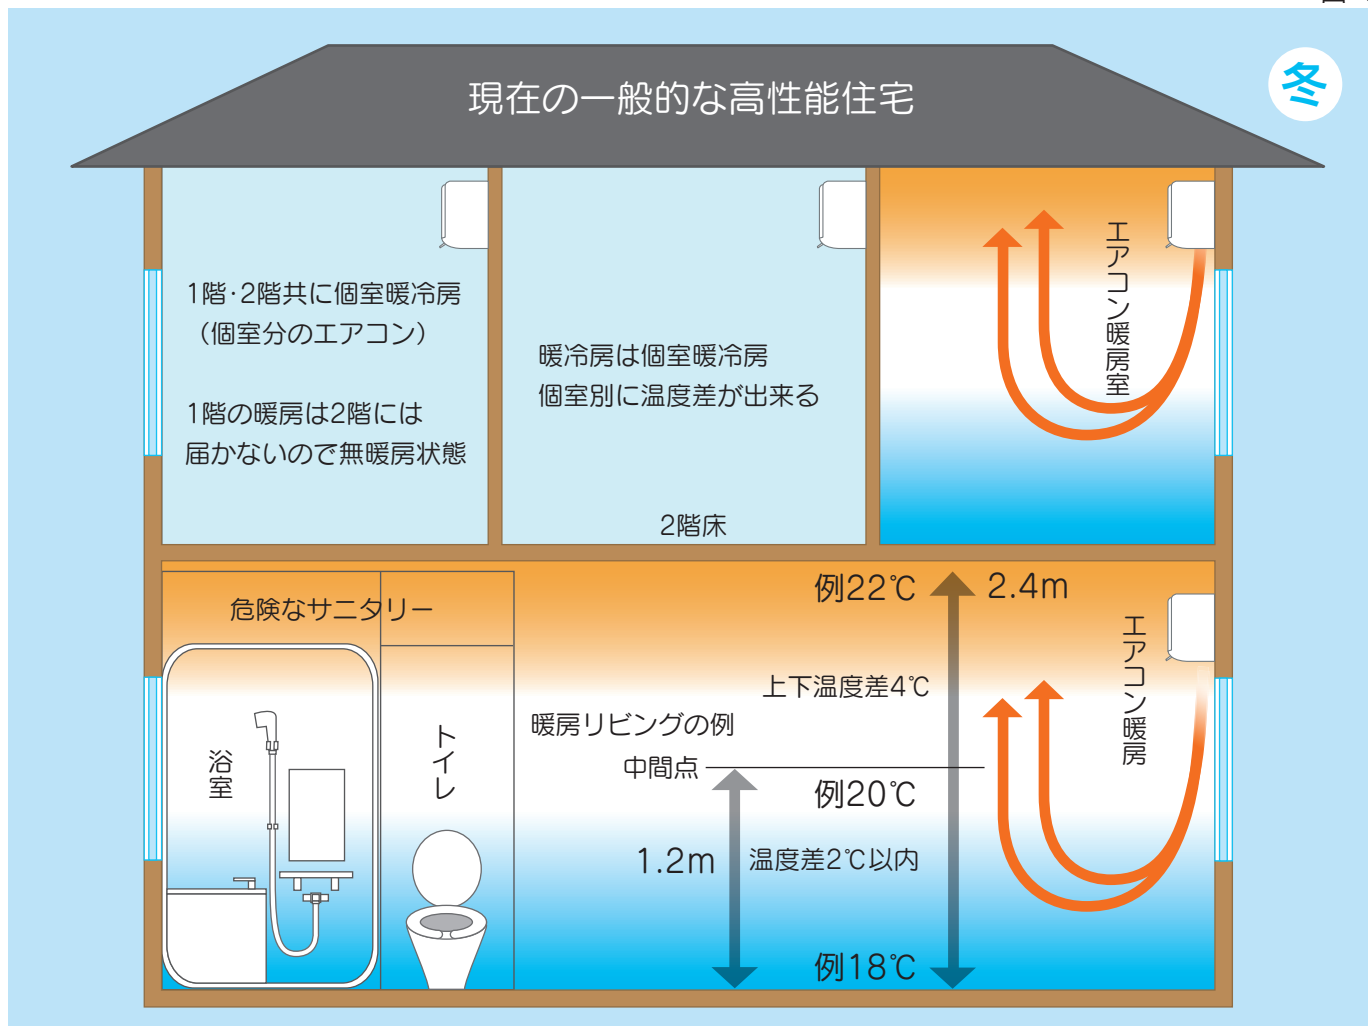 冬
現在の一般的な高性能住宅
1階・2階共に個室暖冷房
（個室分のエアコン）
1階の暖房は2階には
届かないので無暖房状態
暖冷房は個室暖冷房
個室別に温度差が出来る
2階床
エアコン暖房室
危険なサニタリー
浴室
トイレ
例22℃
2.4m
上下温度差4℃
暖房リビングの例
中間点
例20℃
1.2m
温度差2℃以内
例18℃
エアコン暖房